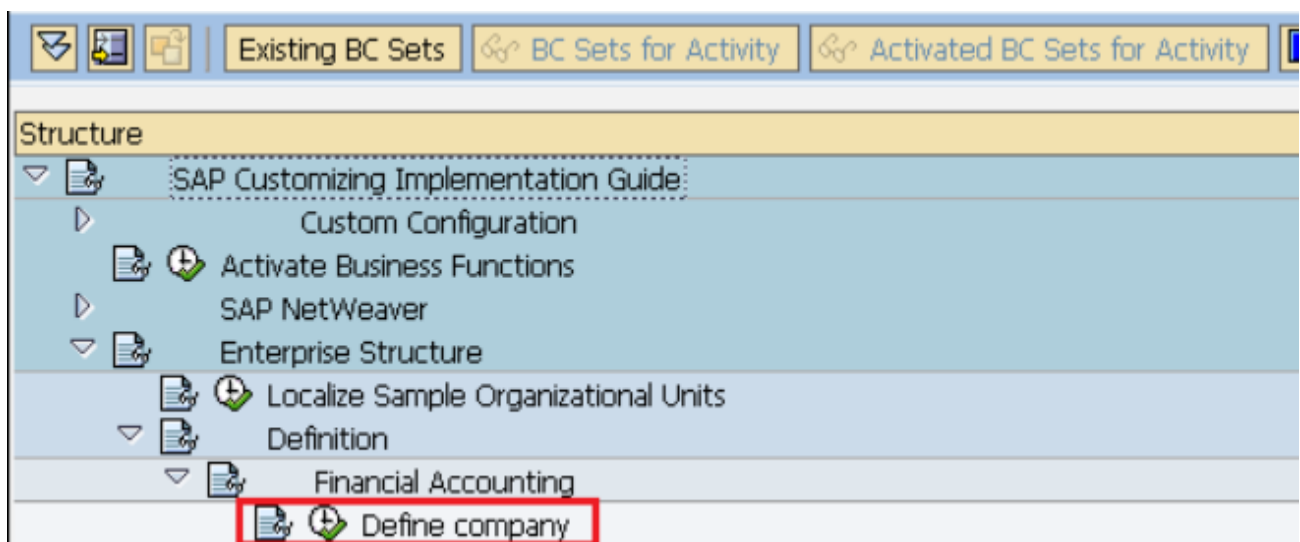 Existing BC Sets BC Sets for Activity Activated BC Sets for Activity
Structure
SAP Customizing Implementation Guide
Custom Configuration
Activate Business Functions
SAP NetWeaver
Enterprise Structure
Localize Sample Organizational Units
Definition
Financial Accounting
Define company